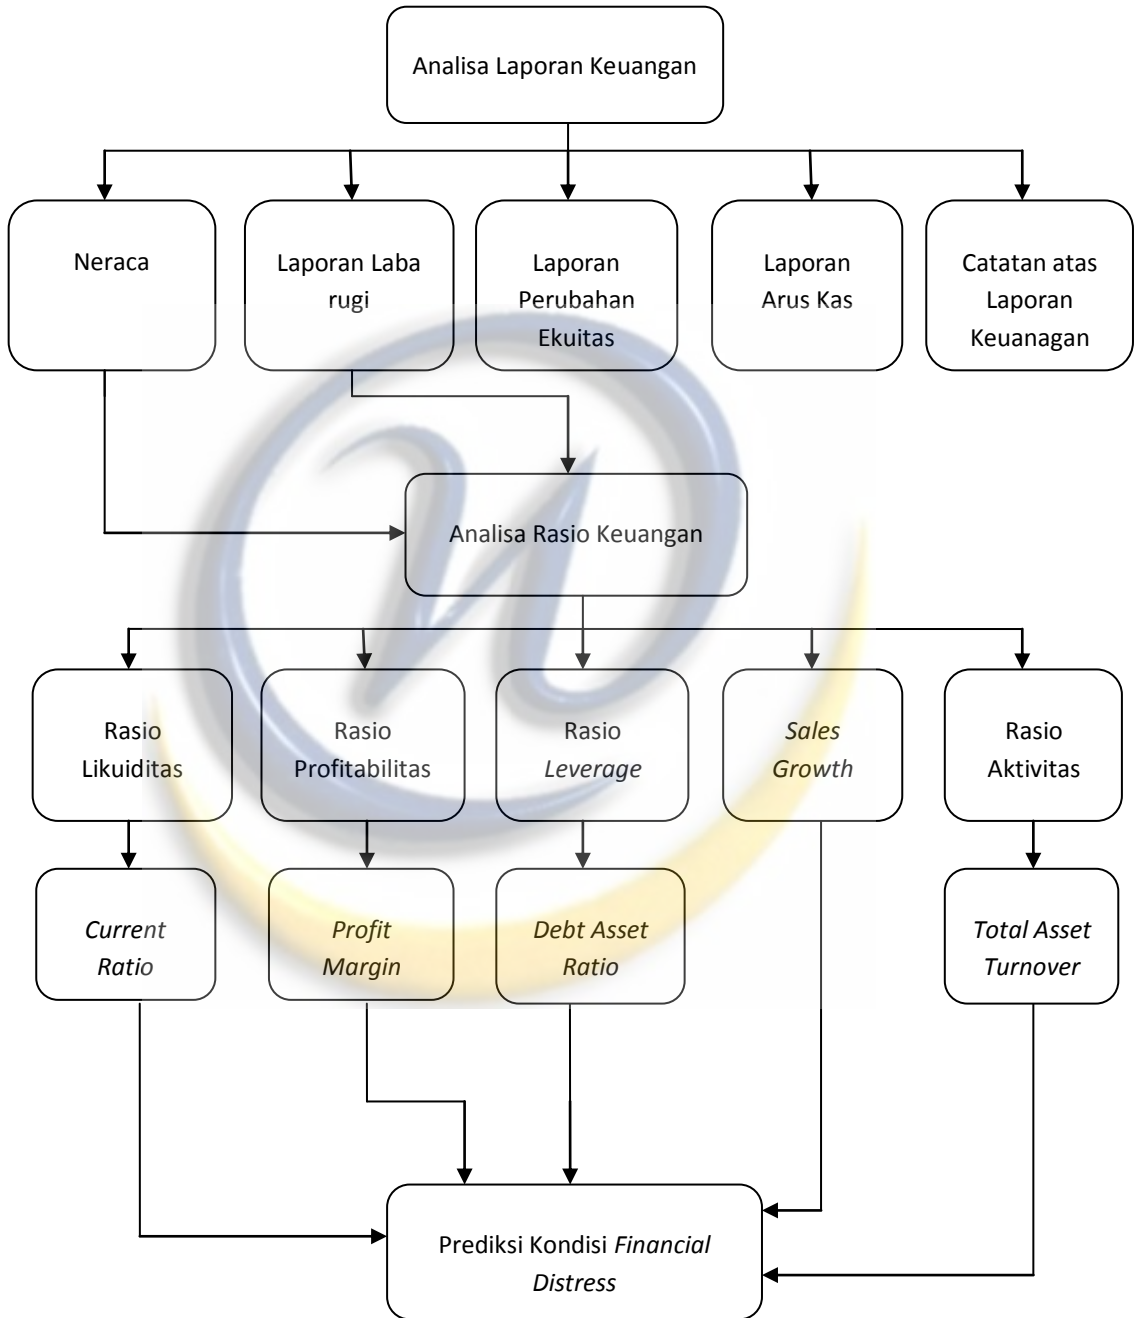 Analisa Laporan Keuangan
Neraca
Laporan Laba
rugi
Laporan
Perubahan
Ekuitas
Laporan
Arus Kas
Catatan atas
Laporan
Keuanagan
Analisa Rasio Keuangan
Rasio
Likuiditas
Rasio
Profitabilitas
Rasio
Leverage
Sales
Growth
Rasio
Aktivitas
Current
Ratio
Profit
Margin
Debt Asset
Ratio
Total Asset
Turnover
Prediksi Kondisi Financial
Distress